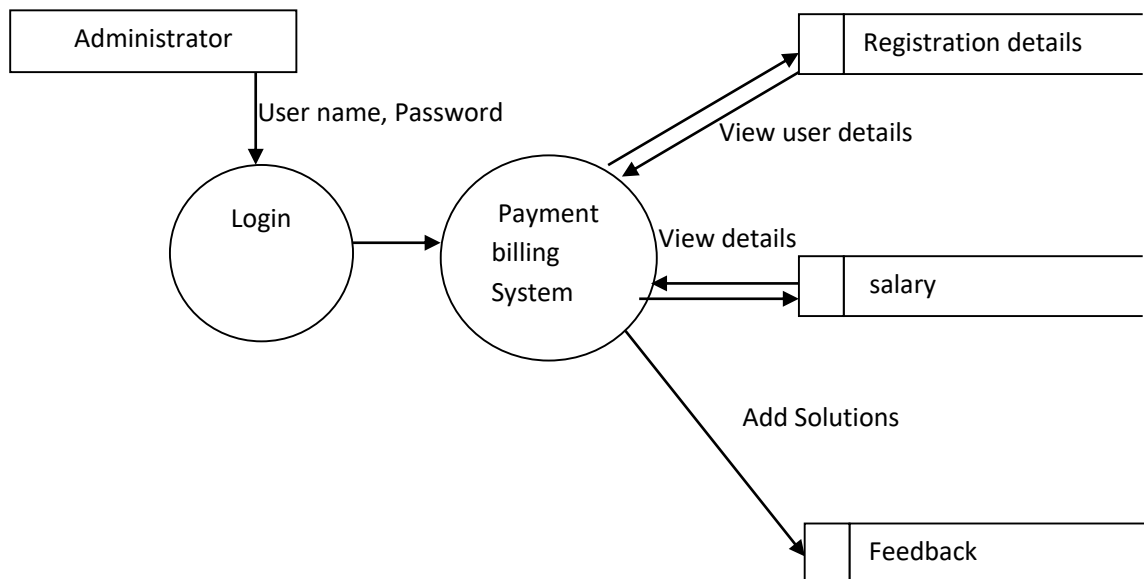 Administrator
Registration details
User name, Password
View user details
Login
Payment
billing
System
View details
salary
Add Solutions
Feedback